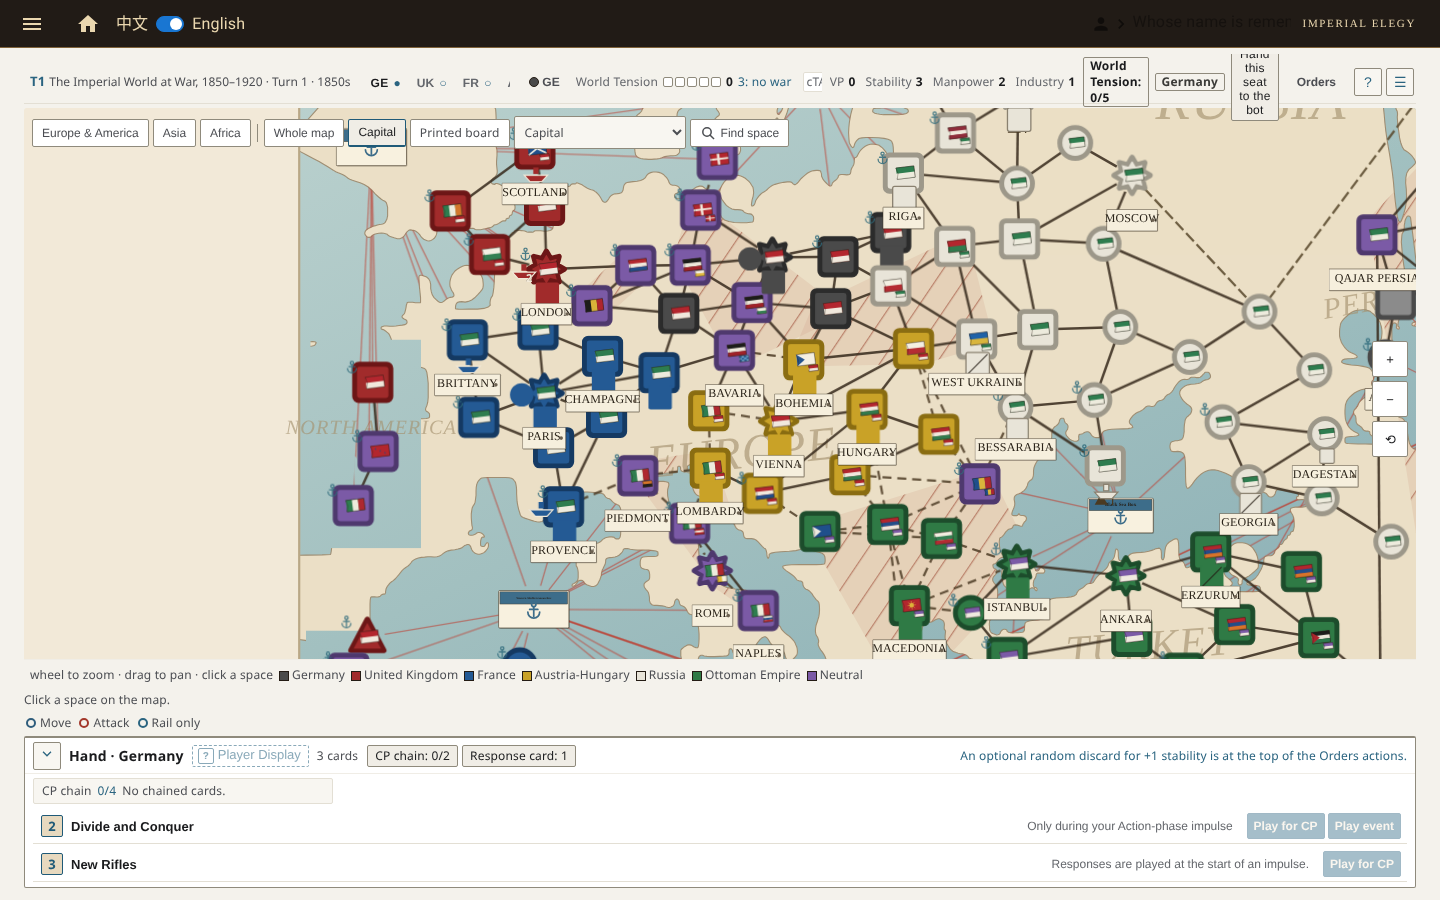 中文 English
Whose name is remer
IMPERIAL ELEGY
T1 The Imperial World at War, 1850–1920 · Turn 1 · 1850s
GE ● UK ○ FR ○
GE
World Tension 0 3: no war
VP 0 Stability 3 Manpower 2 Industry 1
World Tension: 0/5
Germany
Hand this seat to the bot
Orders
? ☰
Europe & America Asia Africa Whole map Capital Printed board Capital Find space
RUSSIA
SCOTLAND
RIGA
MOSCOW
QAJAR PERSIA
LONDON
BRITTANY
CHAMPAGNE
BAVARIA
BOHEMIA
WEST UKRAINE
NORTH AMERICA
PARIS
EUROPE
VIENNA
HUNGARY
BESSARABIA
DAGESTAN
PIEDMONT
LOMBARDY
GEORGIA
PROVENCE
ROME
ISTANBUL
ERZURUM
ANKARA
TURKEY
NAPLES
MACEDONIA
+
−
⟲
wheel to zoom · drag to pan · click a space Germany United Kingdom France Austria-Hungary Russia Ottoman Empire Neutral
Click a space on the map.
Move Attack Rail only
Hand · Germany ? Player Display 3 cards CP chain: 0/2 Response card: 1
An optional random discard for +1 stability is at the top of the Orders actions.
CP chain 0/4 No chained cards.
2 Divide and Conquer Only during your Action-phase impulse Play for CP Play event
3 New Rifles Responses are played at the start of an impulse. Play for CP